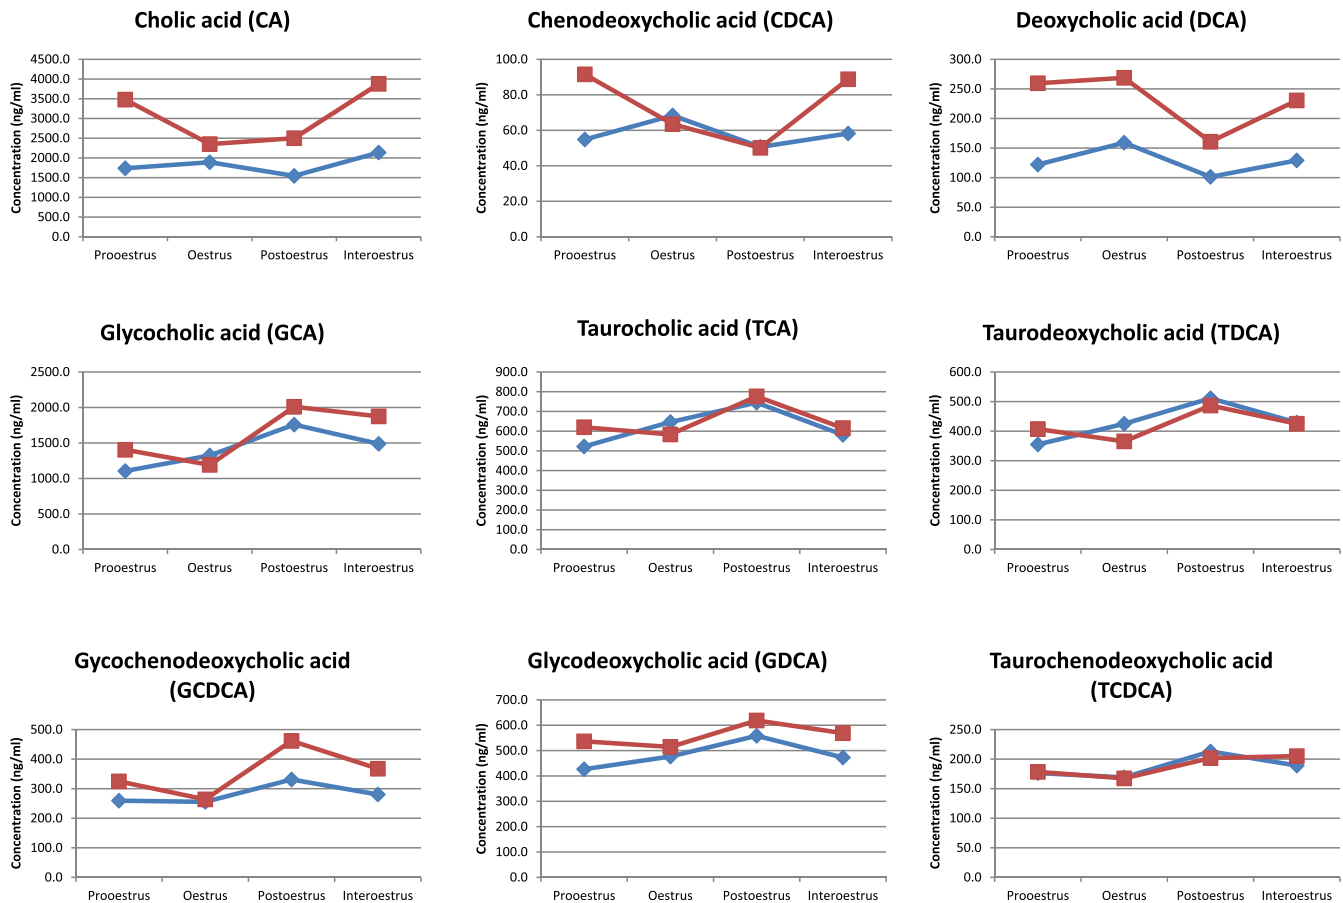 Cholic acid (CA)
Concentration (ng/ml)
4500.0
4000.0
3500.0
3000.0
2500.0
2000.0
1500.0
1000.0
500.0
0.0
Prooestrus Oestrus Postoestrus Interoestrus
Chenodeoxycholic acid (CDCA)
Concentration (ng/ml)
100.0
80.0
60.0
40.0
20.0
0.0
Prooestrus Oestrus Postoestrus Interoestrus
Deoxycholic acid (DCA)
Concentration (ng/ml)
300.0
250.0
200.0
150.0
100.0
50.0
0.0
Prooestrus Oestrus Postoestrus Interoestrus
Glycocholic acid (GCA)
Concentration (ng/ml)
2500.0
2000.0
1500.0
1000.0
500.0
0.0
Prooestrus Oestrus Postoestrus Interoestrus
Taurocholic acid (TCA)
Concentration (ng/ml)
900.0
800.0
700.0
600.0
500.0
400.0
300.0
200.0
100.0
0.0
Prooestrus Oestrus Postoestrus Interoestrus
Taurodeoxycholic acid (TDCA)
Concentration (ng/ml)
600.0
500.0
400.0
300.0
200.0
100.0
0.0
Prooestrus Oestrus Postoestrus Interoestrus
Gycochenodeoxycholic acid
(GCDCA)
Concentration (ng/ml)
500.0
400.0
300.0
200.0
100.0
0.0
Prooestrus Oestrus Postoestrus Interoestrus
Glycodeoxycholic acid (GDCA)
Concentration (ng/ml)
700.0
600.0
500.0
400.0
300.0
200.0
100.0
0.0
Prooestrus Oestrus Postoestrus Interoestrus
Taurochenodeoxycholic acid
(TCDCA)
Concentration (ng/ml)
250.0
200.0
150.0
100.0
50.0
0.0
Prooestrus Oestrus Postoestrus Interoestrus